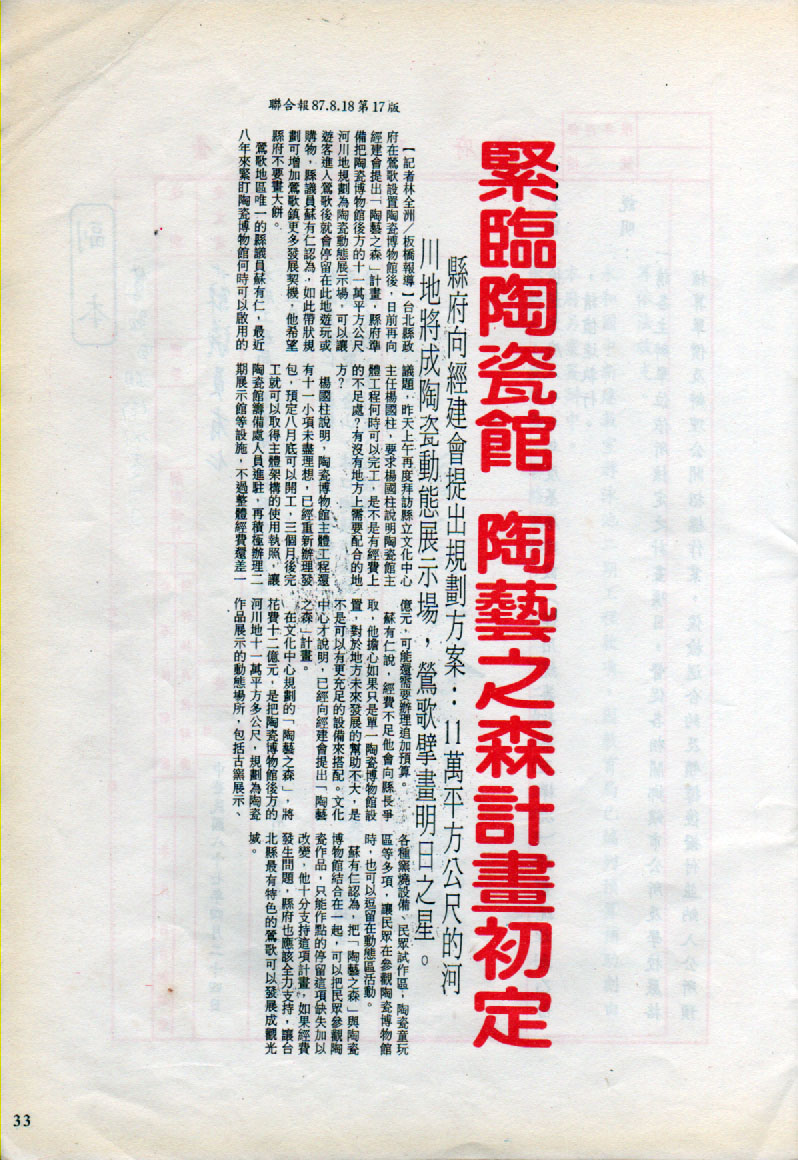 聯合報87.8.18第17版
緊臨陶瓷館 陶藝之森計畫初定
縣府向經建會提出規劃方案：11萬平方公尺的河
川地將成陶瓷動態展示場，鶯歌擘畫明日之星。
【記者林全洲／板橋報導】台北縣政
府在鶯歌設置陶瓷博物館後，日前再向
經建會提出「陶藝之森」計畫，縣府準
備把陶瓷博物館後方的十一萬平方公尺
河川地規劃為陶瓷動態展示場，可以讓
遊客進入鶯歌後就會停留在此地遊玩或
購物，縣議員蘇有仁認為，如此帶狀規
劃可增加鶯歌鎮更多發展契機，他希望
縣府不要畫大餅。
鶯歌地區唯一的縣議員蘇有仁，最近
八年來緊盯陶瓷博物館何時可以啟用的
議題，昨天上午再度拜訪縣立文化中心
主任楊國柱，要求楊國柱說明陶瓷館主
體工程何時可以完工，是不是有經費上
的不足處？有沒有地方上需要配合的地
方？
楊國柱說明，陶瓷博物館主體工程還
有十一小項未盡理想，已經重新辦理發
包，預定八月底可以開工，三個月後完
工就可以取得主體架構的使用執照，讓
陶瓷館籌備處人員進駐，再積極辦理二
期展示館等設施，不過整體經費還差一
億元，可能還需要辦理追加預算。
蘇有仁說，經費不足他會向縣長爭
取，他擔心如果只是單一陶瓷博物館設
置，對於地方未來發展的幫助不大，是
不是可以有更充足的設備來搭配。文化
中心才說明，已經向經建會提出「陶藝
之森」計畫。
在文化中心規劃的「陶藝之森」，將
花費十二億元，是把陶瓷博物館後方的
河川地十一萬平方多公尺，規劃為陶瓷
作品展示的動態場所，包括古窯展示、
各種窯燒設備、民眾試作區，陶瓷童玩
區等多項，讓民眾在參觀陶瓷博物館
時，也可以逗留在動態區活動。
蘇有仁認為，把「陶藝之森」與陶瓷
博物館結合在一起，可以把民眾參觀陶
瓷作品，只能作點的停留這項缺失加以
改變，他十分支持這項計畫，如果經費
發生問題，縣府也應該全力支持，讓台
北縣最有特色的鶯歌可以發展成觀光
城。
33